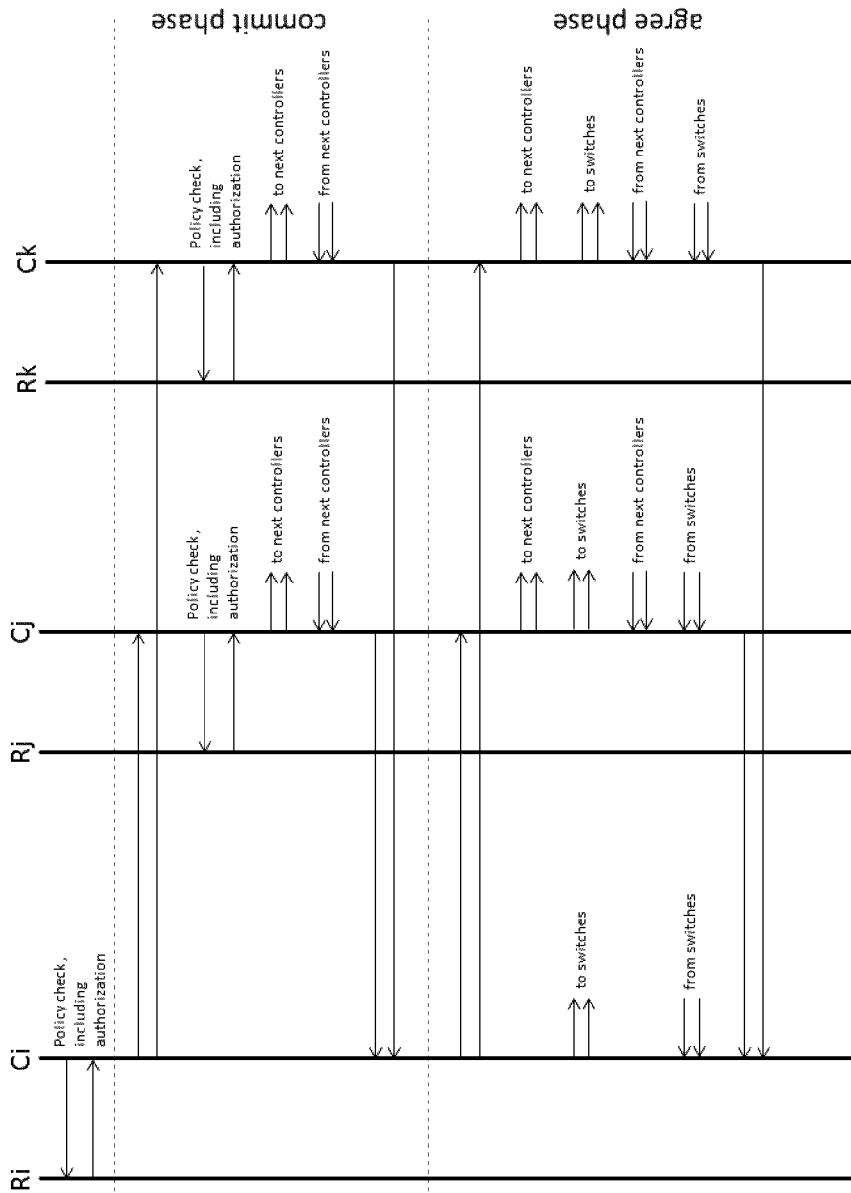 Ri
Ci
Rj
Cj
Rk
Ck
Policy check,
including
authorization
commit phase
Policy check,
including
authorization
to next controllers
from next controllers
Policy check,
including
authorization
to next controllers
from next controllers
agree phase
to switches
from switches
to next controllers
to switches
from next controllers
from switches
to next controllers
to switches
from next controllers
from switches